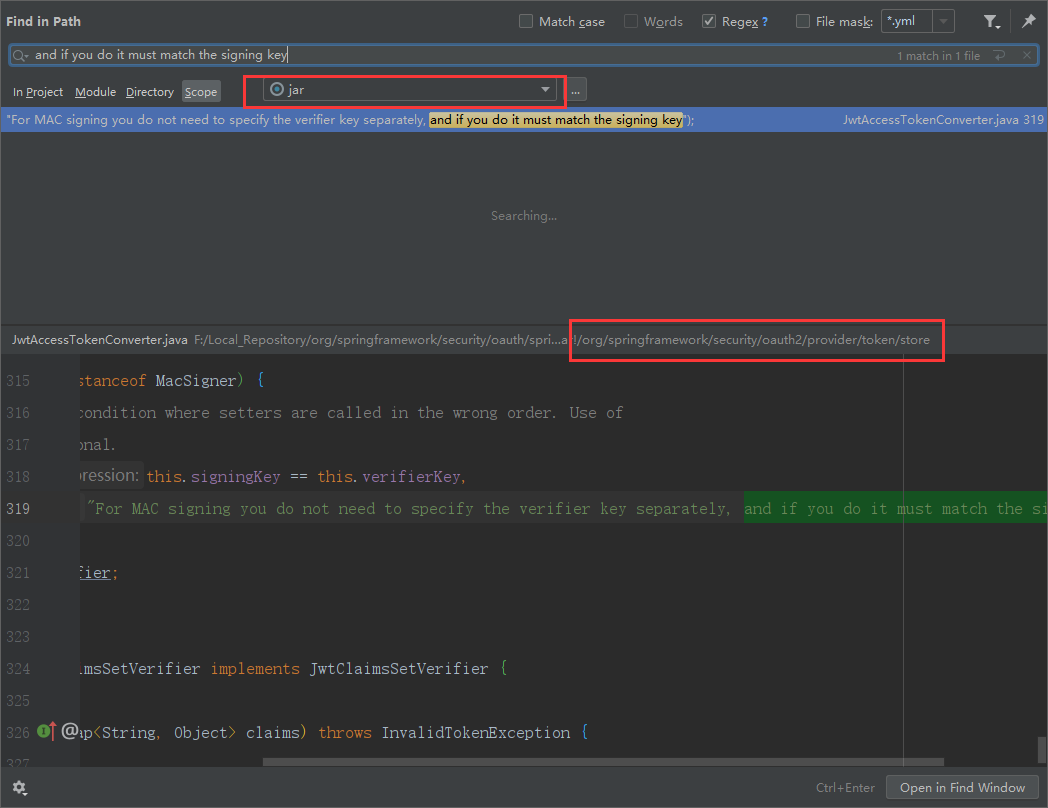 Find in Path
Match case
Words
Regex ?
File mask:
*.yml
and if you do it must match the signing key
1 match in 1 file
In Project
Module
Directory
Scope
jar
...
"For MAC signing you do not need to specify the verifier key separately, and if you do it must match the signing key");
JwtAccessTokenConverter.java 319
Searching...
JwtAccessTokenConverter.java F:/Local_Repository/org/springframework/security/oauth/spri...ar!/org/springframework/security/oauth2/provider/token/store
315 stanceof MacSigner) {
316 condition where setters are called in the wrong order. Use of
317 onal.
318 pression: this.signingKey == this.verifierKey,
319 "For MAC signing you do not need to specify the verifier key separately, and if you do it must match the si
320
321 fier;
322
323
324 imsSetVerifier implements JwtClaimsSetVerifier {
325
326 @ ap<String, Object> claims) throws InvalidTokenException {
327
Ctrl+Enter
Open in Find Window